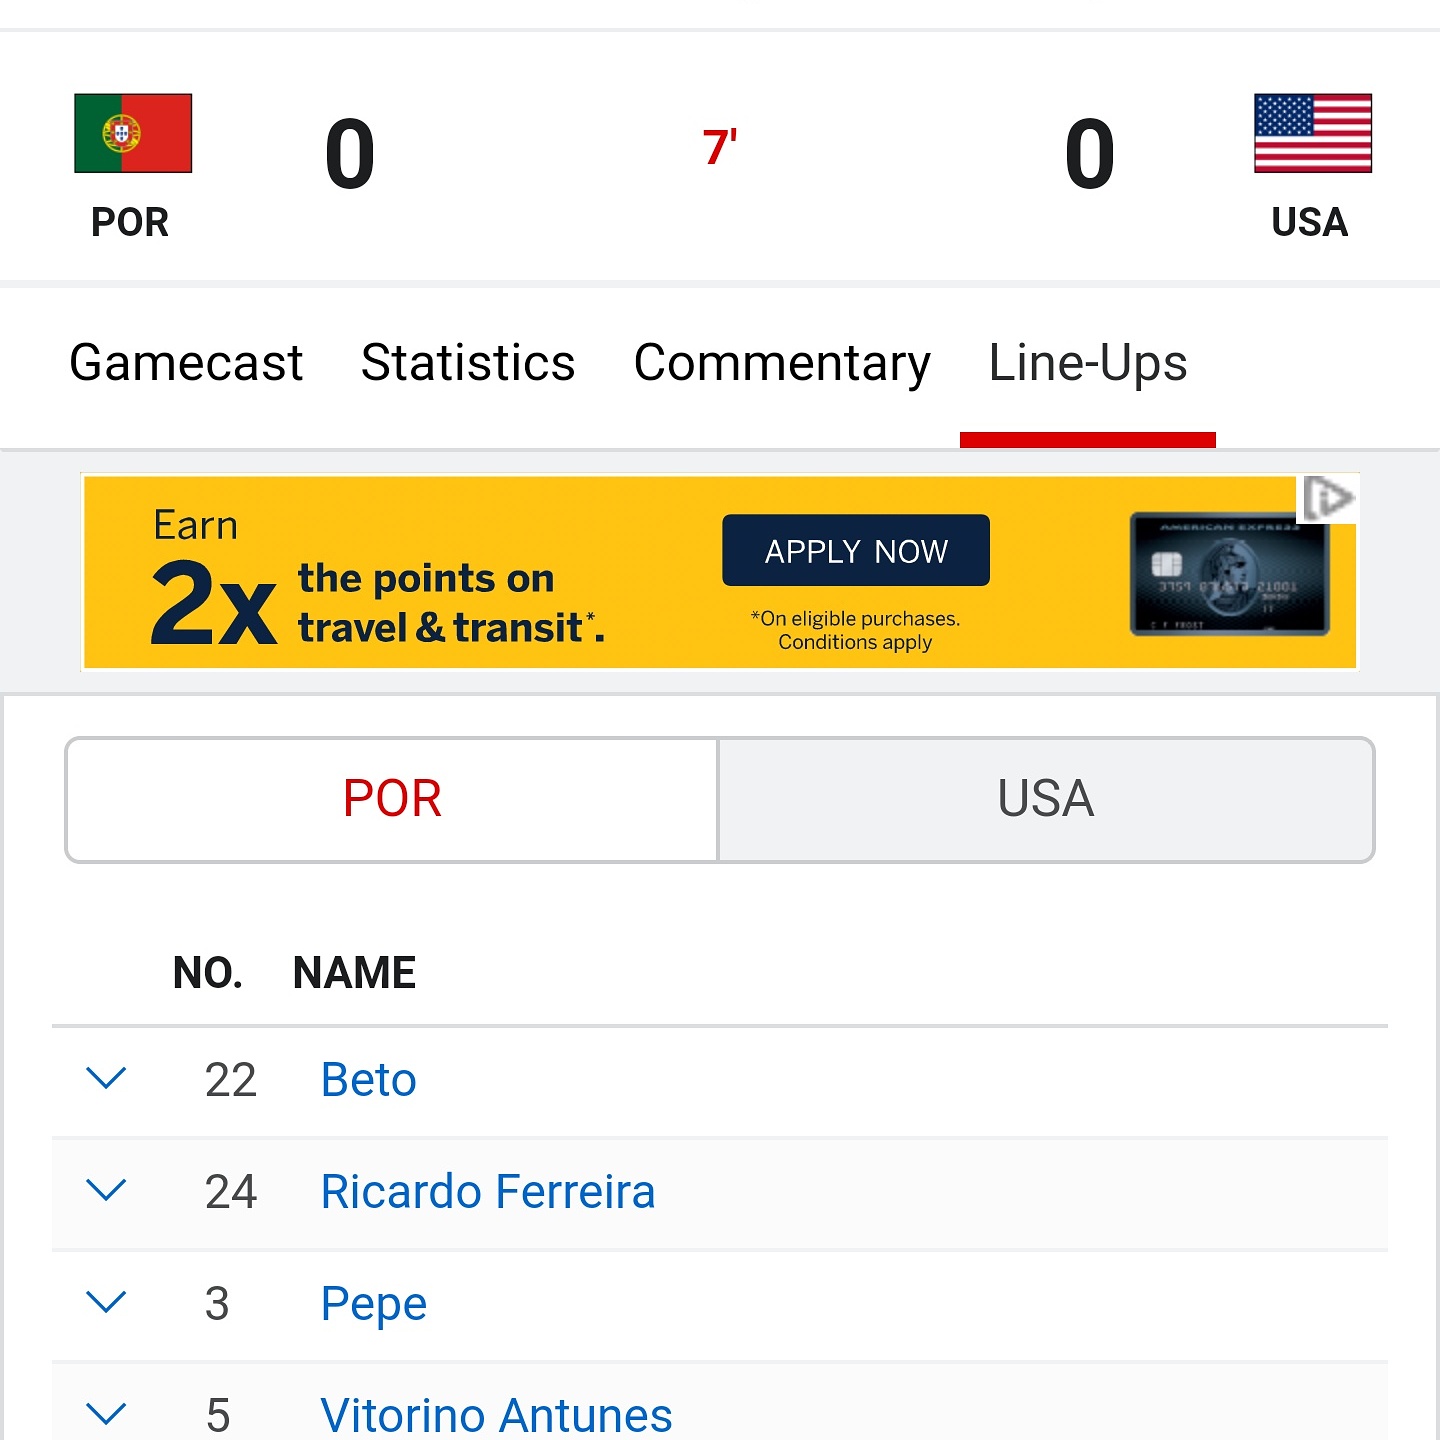 0 7' 0
POR USA
Gamecast Statistics Commentary Line-Ups
Earn
2x the points on
travel & transit*.
APPLY NOW
*On eligible purchases.
Conditions apply
AMERICAN EXPRESS
C F FROST
POR USA
NO. NAME
22 Beto
24 Ricardo Ferreira
3 Pepe
5 Vitorino Antunes